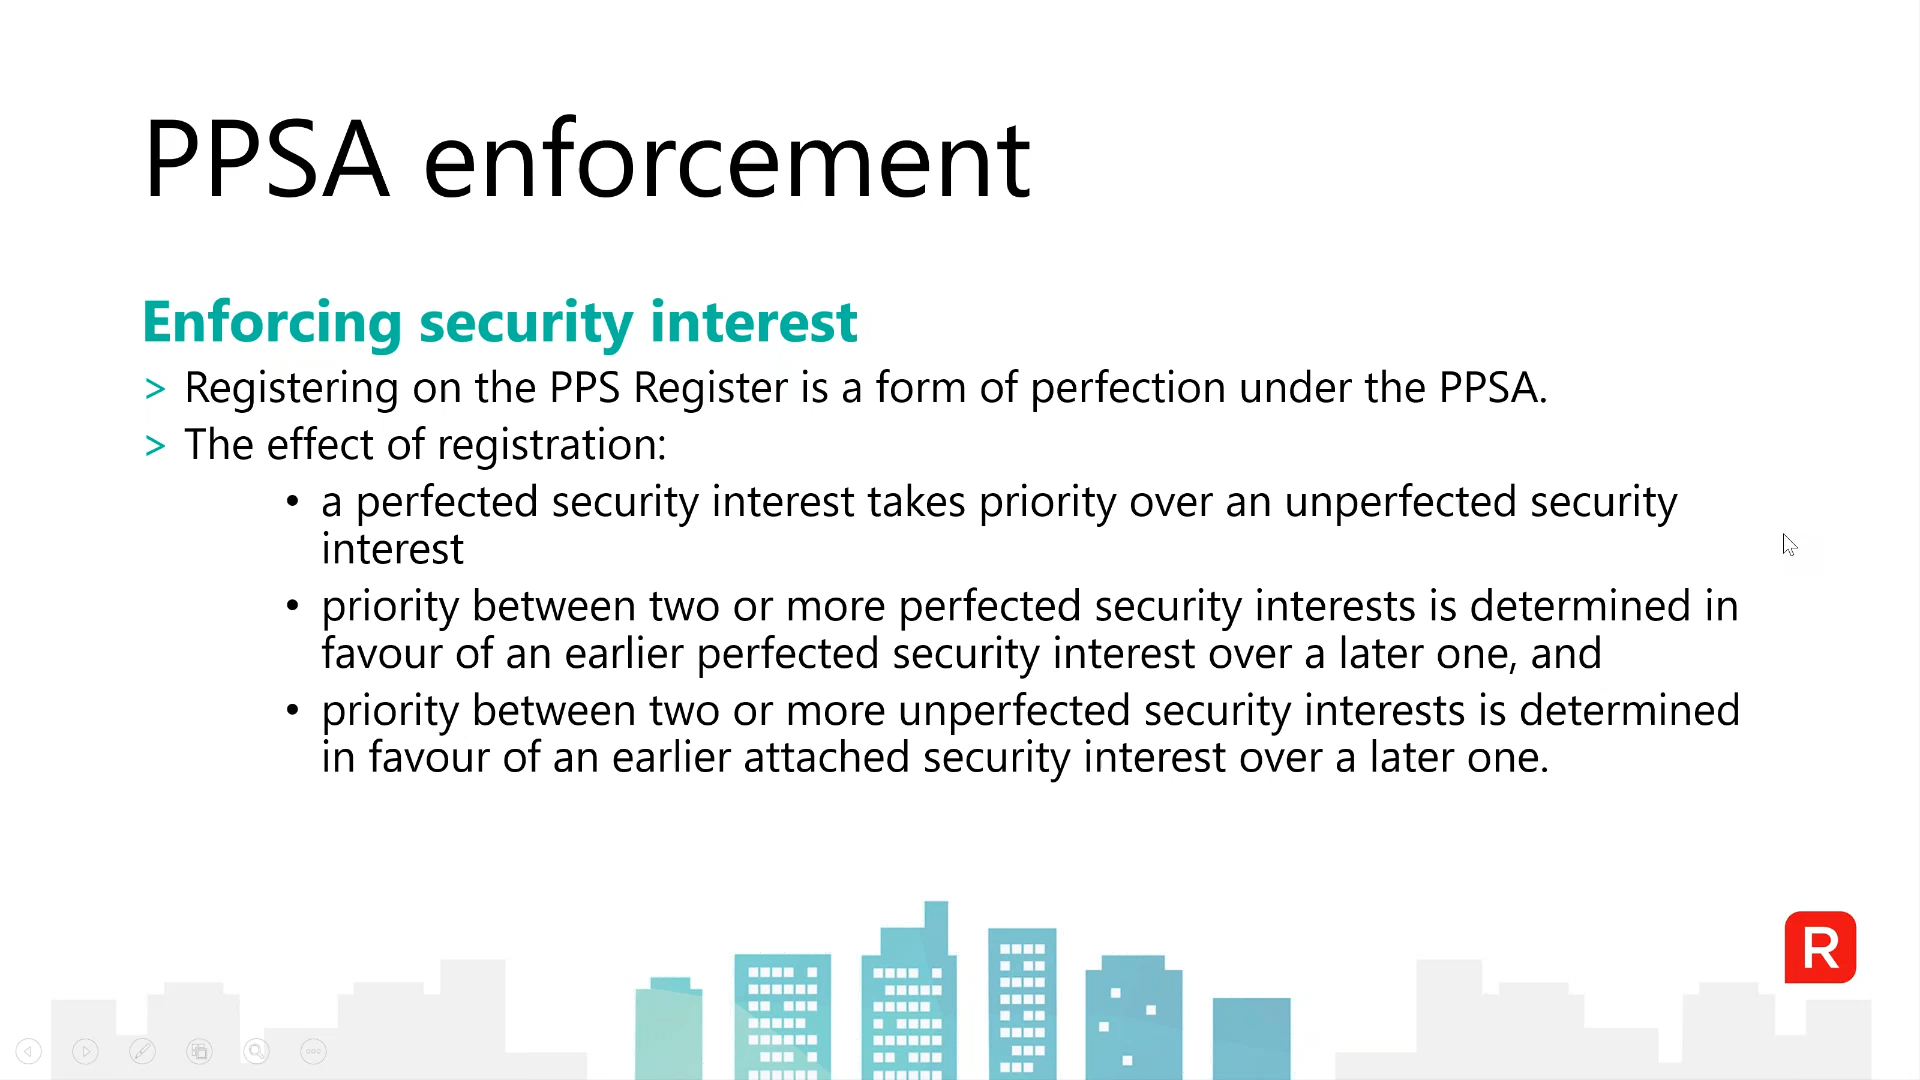 PPSA enforcement
Enforcing security interest
> Registering on the PPS Register is a form of perfection under the PPSA.
> The effect of registration:
• a perfected security interest takes priority over an unperfected security
interest
• priority between two or more perfected security interests is determined in
favour of an earlier perfected security interest over a later one, and
• priority between two or more unperfected security interests is determined
in favour of an earlier attached security interest over a later one.
R